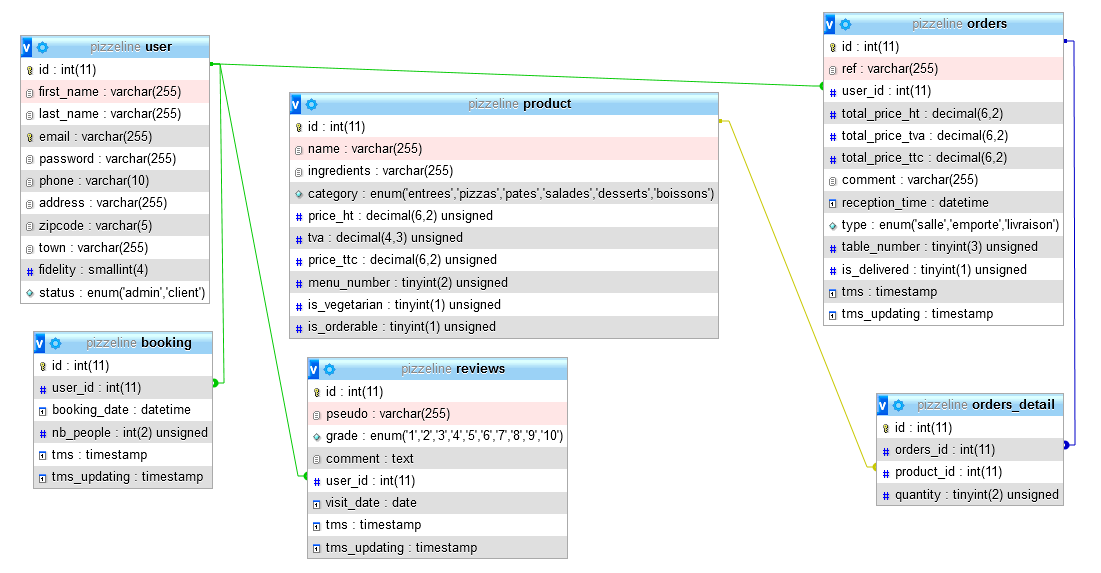 pizzeline user
id : int(11)
first_name : varchar(255)
last_name : varchar(255)
email : varchar(255)
password : varchar(255)
phone : varchar(10)
address : varchar(255)
zipcode : varchar(5)
town : varchar(255)
fidelity : smallint(4)
status : enum('admin','client')
pizzeline booking
id : int(11)
user_id : int(11)
booking_date : datetime
nb_people : int(2) unsigned
tms : timestamp
tms_updating : timestamp
pizzeline product
id : int(11)
name : varchar(255)
ingredients : varchar(255)
category : enum('entrees','pizzas','pates','salades','desserts','boissons')
price_ht : decimal(6,2) unsigned
tva : decimal(4,3) unsigned
price_ttc : decimal(6,2) unsigned
menu_number : tinyint(2) unsigned
is_vegetarian : tinyint(1) unsigned
is_orderable : tinyint(1) unsigned
pizzeline reviews
id : int(11)
pseudo : varchar(255)
grade : enum('1','2','3','4','5','6','7','8','9','10')
comment : text
user_id : int(11)
visit_date : date
tms : timestamp
tms_updating : timestamp
pizzeline orders
id : int(11)
ref : varchar(255)
user_id : int(11)
total_price_ht : decimal(6,2)
total_price_tva : decimal(6,2)
total_price_ttc : decimal(6,2)
comment : varchar(255)
reception_time : datetime
type : enum('salle','emporte','livraison')
table_number : tinyint(3) unsigned
is_delivered : tinyint(1) unsigned
tms : timestamp
tms_updating : timestamp
pizzeline orders_detail
id : int(11)
orders_id : int(11)
product_id : int(11)
quantity : tinyint(2) unsigned